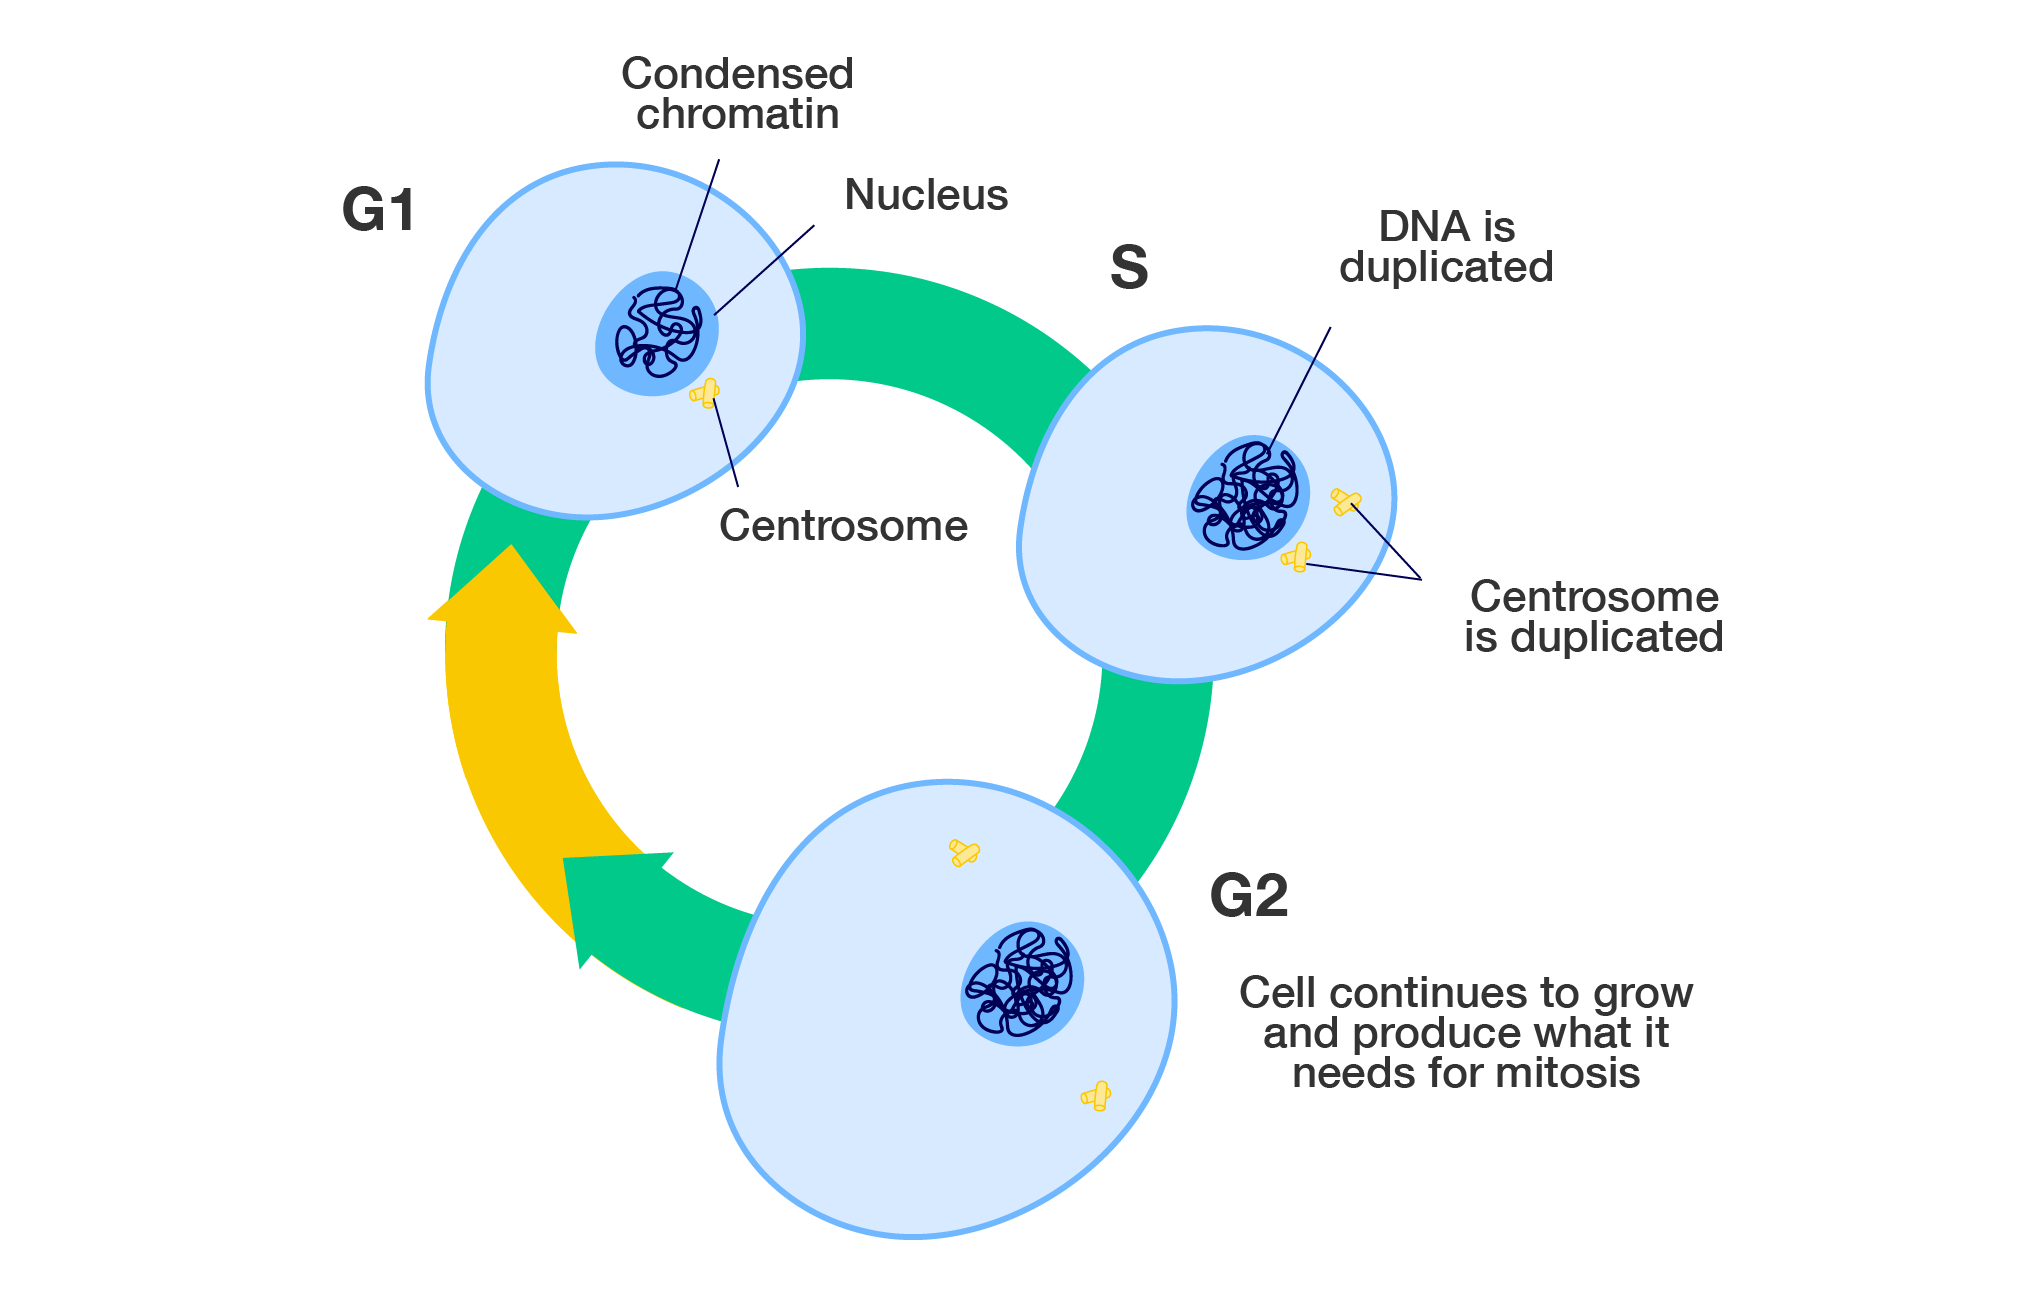 Condensed
chromatin
G1
Nucleus
S
DNA is
duplicated
Centrosome
Centrosome
is duplicated
G2
Cell continues to grow
and produce what it
needs for mitosis